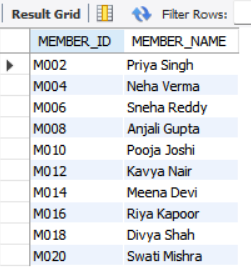 Result Grid Filter Rows:
MEMBER_ID MEMBER_NAME
M002 Priya Singh
M004 Neha Verma
M006 Sneha Reddy
M008 Anjali Gupta
M010 Pooja Joshi
M012 Kavya Nair
M014 Meena Devi
M016 Riya Kapoor
M018 Divya Shah
M020 Swati Mishra